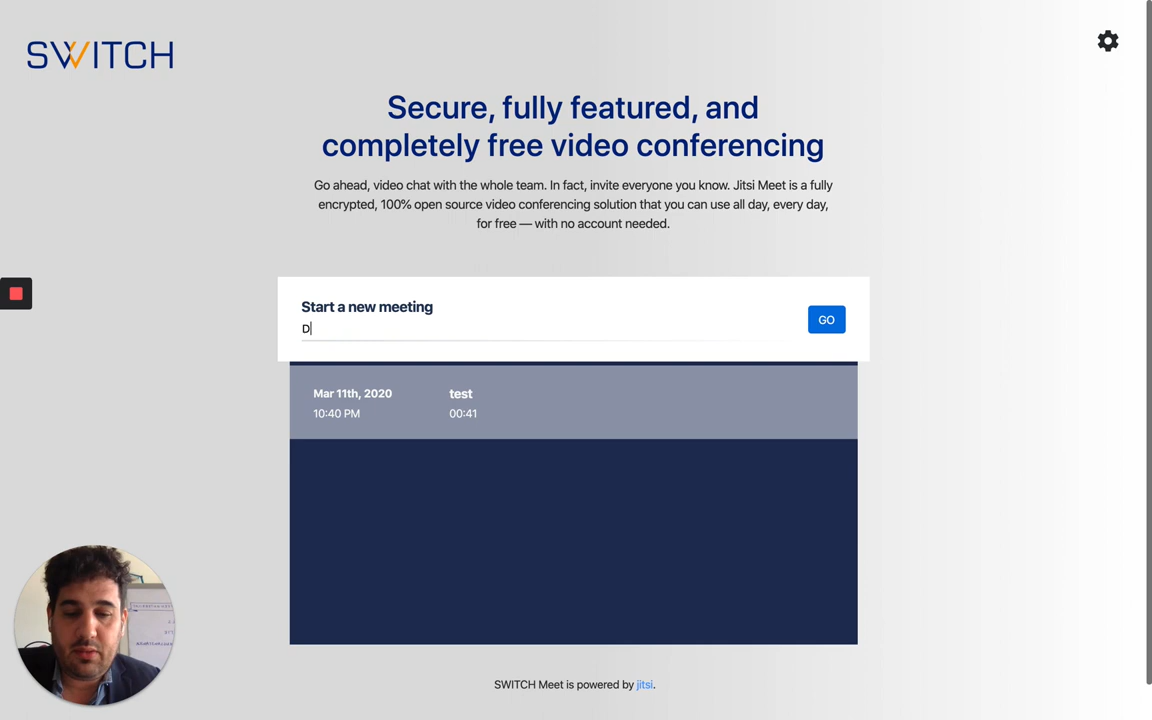 SWITCH
Secure, fully featured, and
completely free video conferencing
Go ahead, video chat with the whole team. In fact, invite everyone you know. Jitsi Meet is a fully
encrypted, 100% open source video conferencing solution that you can use all day, every day,
for free — with no account needed.
Start a new meeting
D
GO
Mar 11th, 2020 test
10:40 PM 00:41
SWITCH Meet is powered by jitsi.